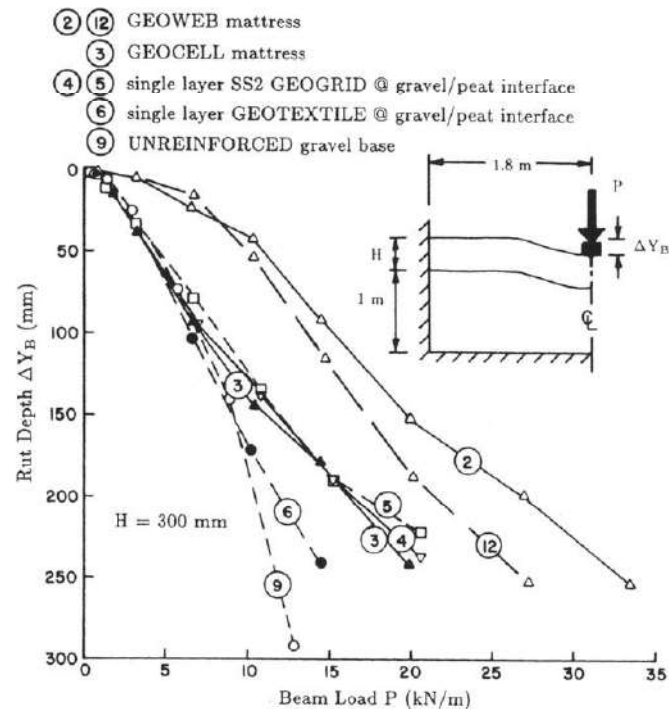 ② ⑫ GEOWEB mattress
③ GEOCELL mattress
④ ⑤ single layer SS2 GEOGRID @ gravel/peat interface
⑥ single layer GEOTEXTILE @ gravel/peat interface
⑨ UNREINFORCED gravel base
1.8 m
P
H
ΔY_B
1 m
℄
Rut Depth ΔY_B (mm)
0
50
100
150
200
250
300
③
②
⑤
⑥
③ ④
⑫
⑨
H = 300 mm
0 5 10 15 20 25 30 35
Beam Load P (kN/m)